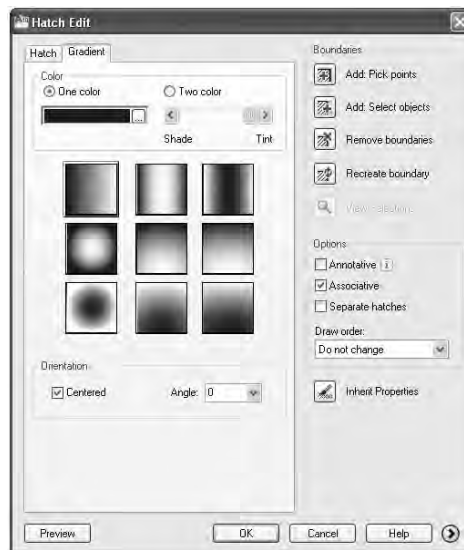 Hatch Edit
Hatch
Gradient
Color
One color
Two color
...
Shade
Tint
Orientation
Centered
Angle: 0
Boundaries
Add: Pick points
Add: Select objects
Remove boundaries
Recreate boundary
View selections
Options
Annotative
Associative
Separate hatches
Draw order:
Do not change
Inherit Properties
Preview
OK
Cancel
Help